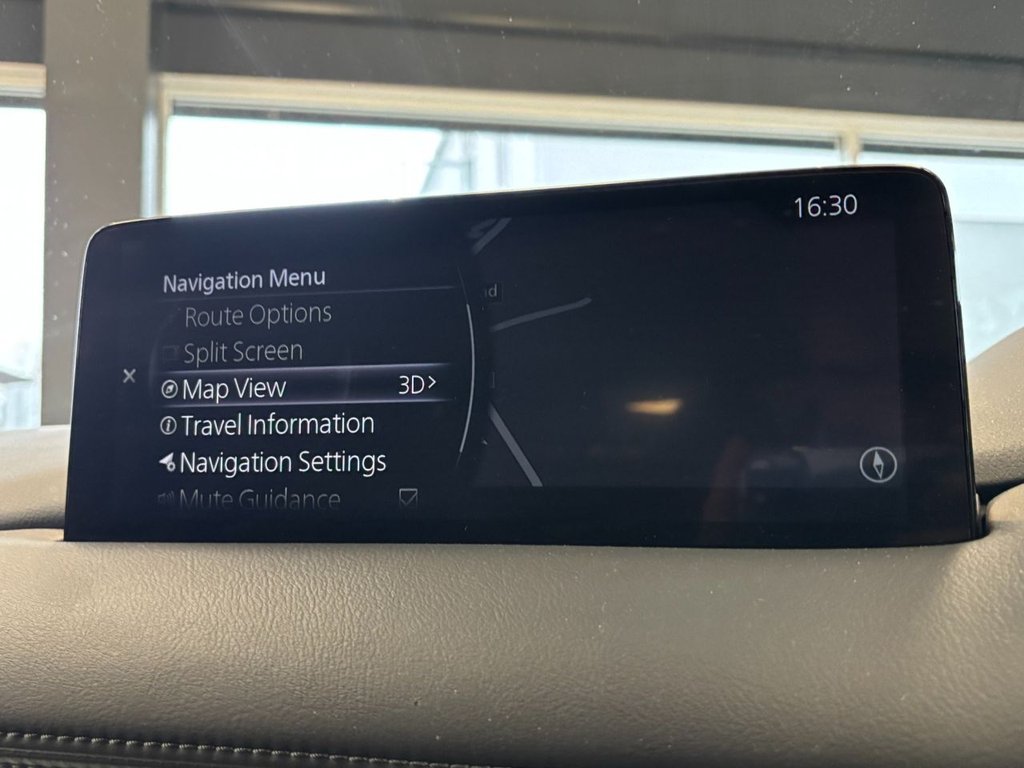 16:30
Navigation Menu
Route Options
Split Screen
Map View 3D>
Travel Information
Navigation Settings
Mute Guidance